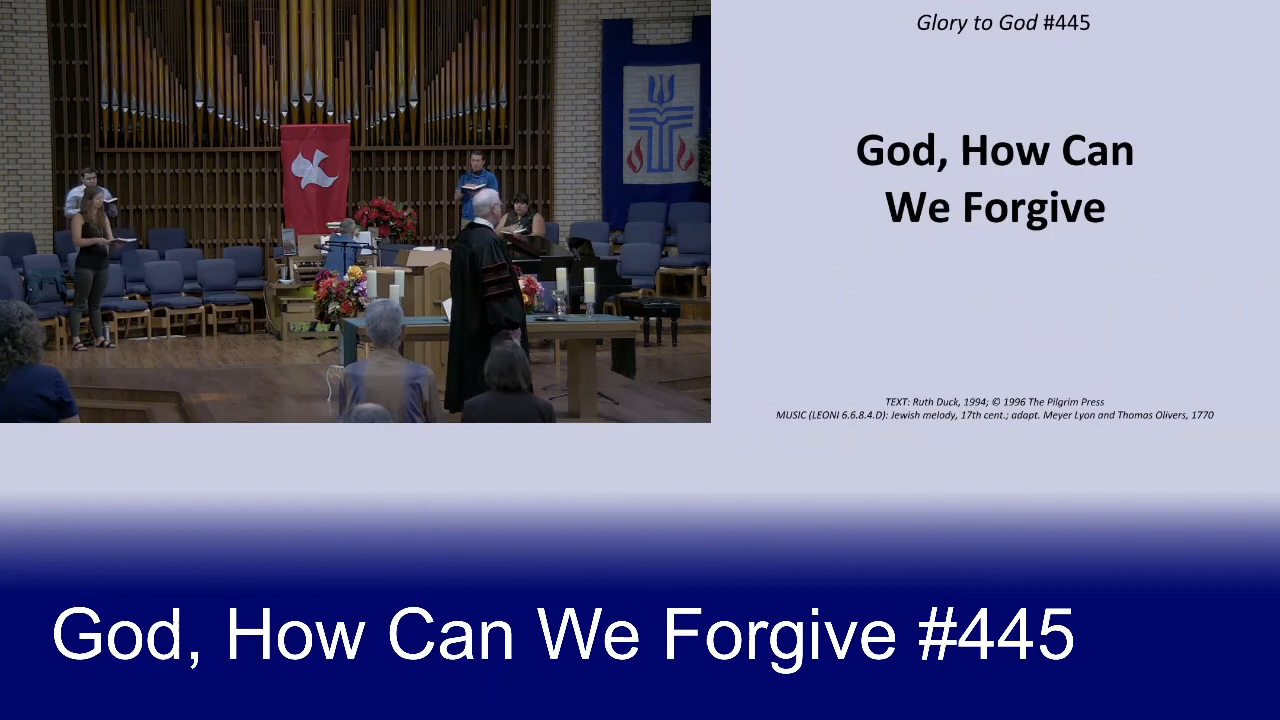 Glory to God #445
God, How Can
We Forgive
TEXT: Ruth Duck, 1994; © 1996 The Pilgrim Press
MUSIC (LEONI 6.6.8.4.D): Jewish melody, 17th cent.; adapt. Meyer Lyon and Thomas Olivers, 1770
God, How Can We Forgive #445